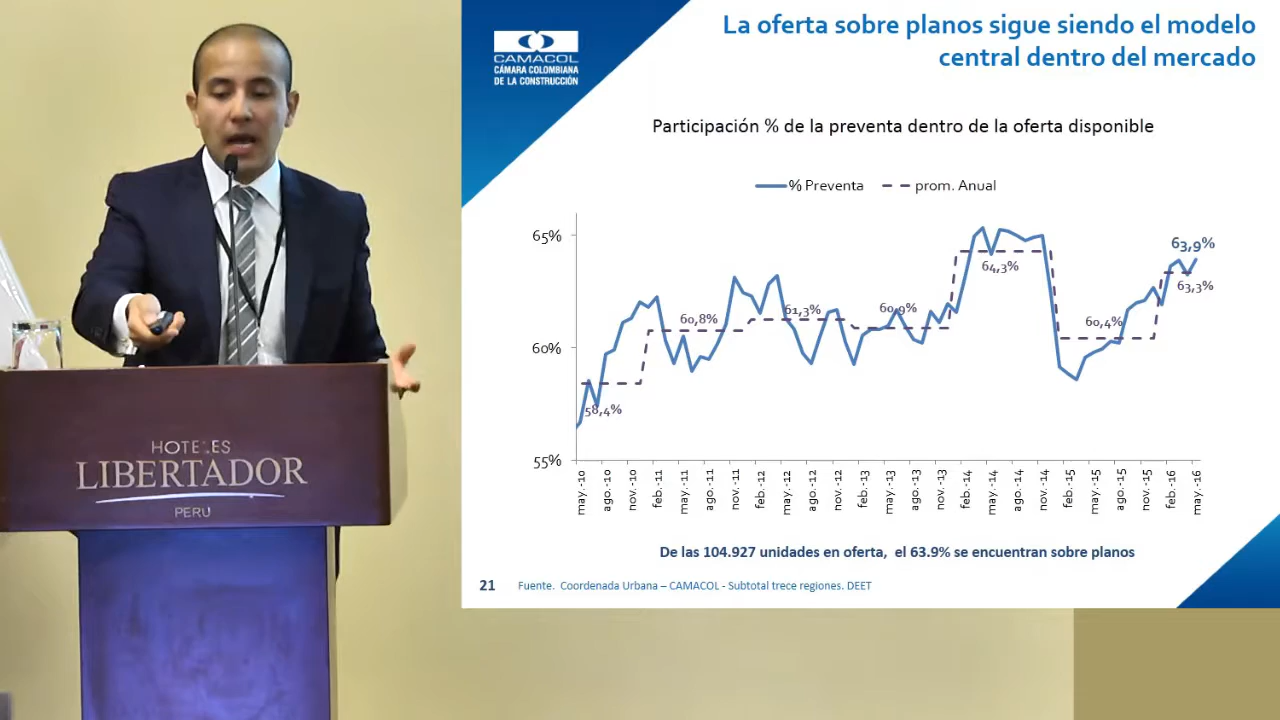 CAMACOL
CÁMARA COLOMBIANA
DE LA CONSTRUCCIÓN
La oferta sobre planos sigue siendo el modelo
central dentro del mercado
Participación % de la preventa dentro de la oferta disponible
% Preventa prom. Anual
65%
60%
55%
58,4%
60,8%
61,3%
60,9%
64,3%
60,4%
63,9%
63,3%
may.-10
ago.-10
nov.-10
feb.-11
may.-11
ago.-11
nov.-11
feb.-12
may.-12
ago.-12
nov.-12
feb.-13
may.-13
ago.-13
nov.-13
feb.-14
may.-14
ago.-14
nov.-14
feb.-15
may.-15
ago.-15
nov.-15
feb.-16
may.-16
De las 104.927 unidades en oferta, el 63.9% se encuentran sobre planos
21 Fuente. Coordenada Urbana – CAMACOL - Subtotal trece regiones. DEET
HOTELES
LIBERTADOR
PERU